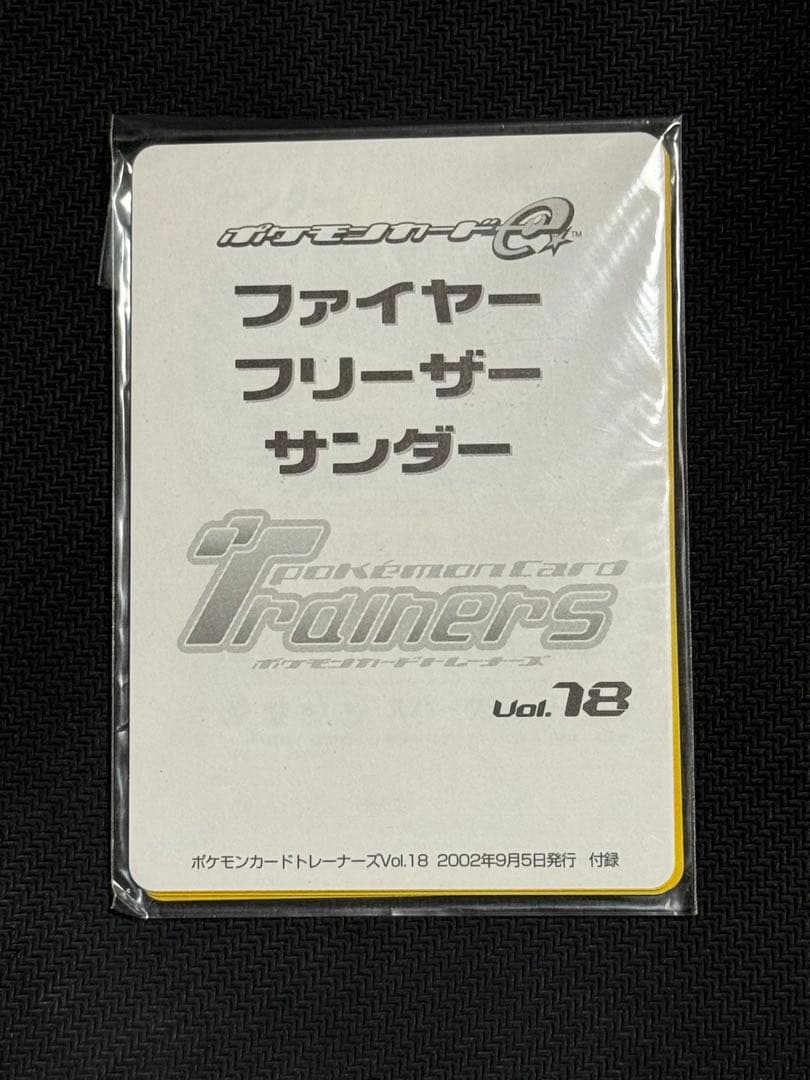 ポケモンカードe™
ファイヤー
フリーザー
サンダー
pokémon Card
Trainers
ポケモンカードトレーナーズ
Vol.18
ポケモンカードトレーナーズVol.18 2002年9月5日発行 付録